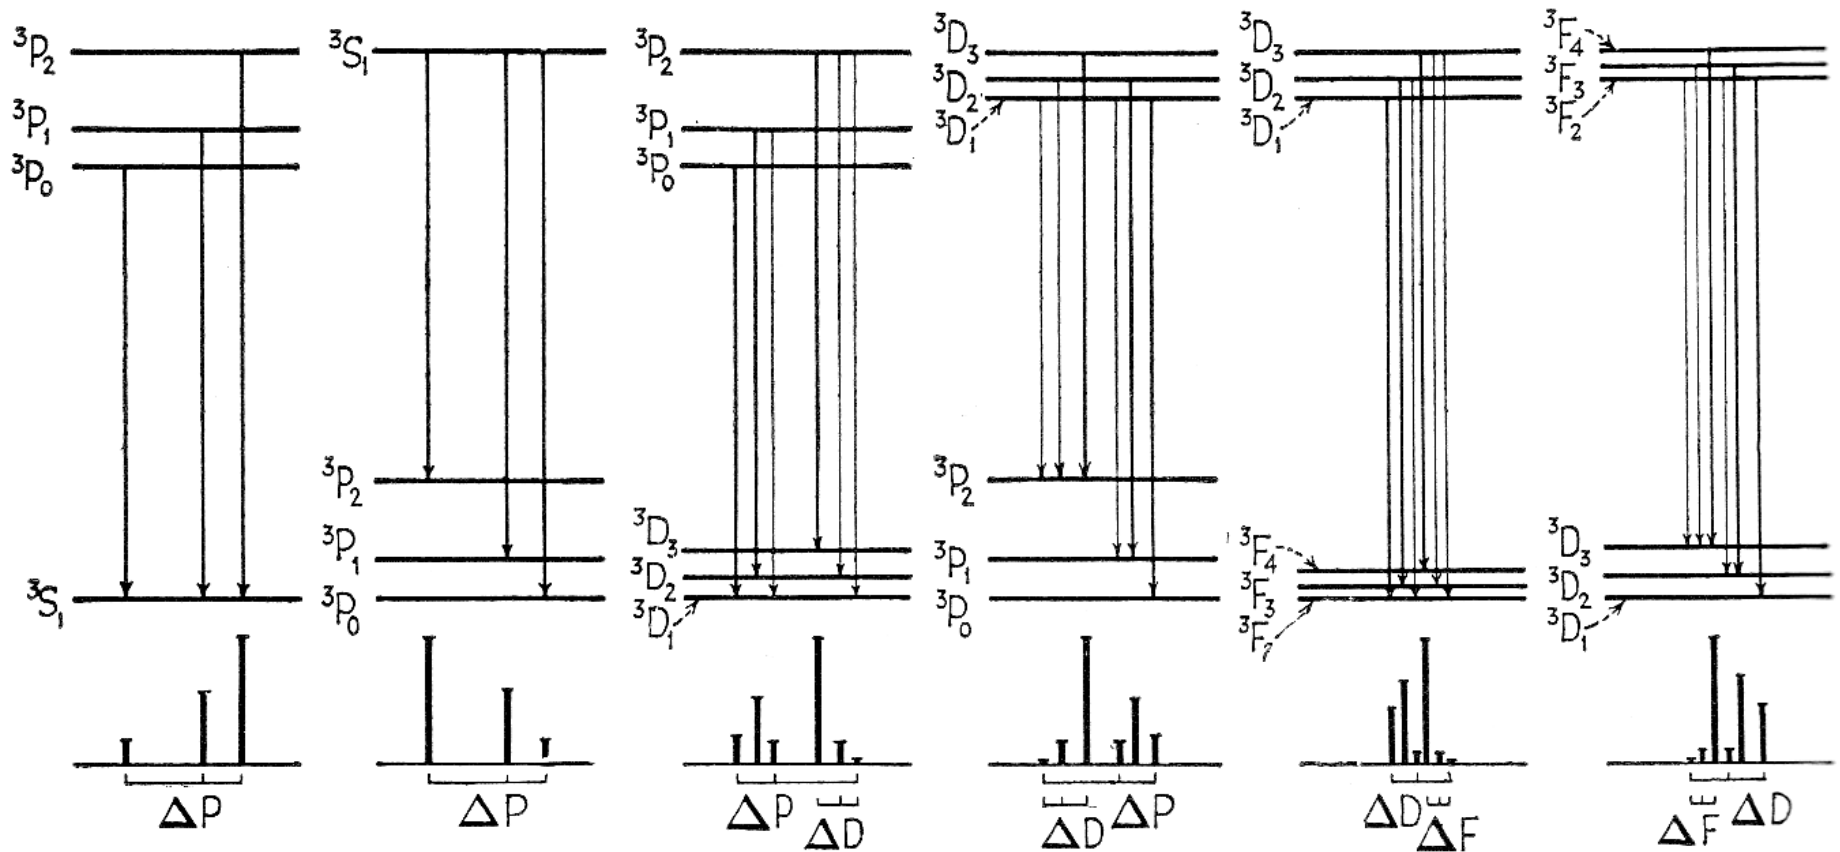 ³P₂
³P₁
³P₀
³S₁
ΔP
³S₁
³P₂
³P₁
³P₀
ΔP
³P₂
³P₁
³P₀
³D₃
³D₂
³D₁
ΔP
ΔD
³D₃
³D₂
³D₁
³P₂
³P₁
³P₀
ΔD
ΔP
³D₃
³D₂
³D₁
³F₄
³F₃
³F₂
ΔD
ΔF
³F₄
³F₃
³F₂
³D₃
³D₂
³D₁
ΔF
ΔD